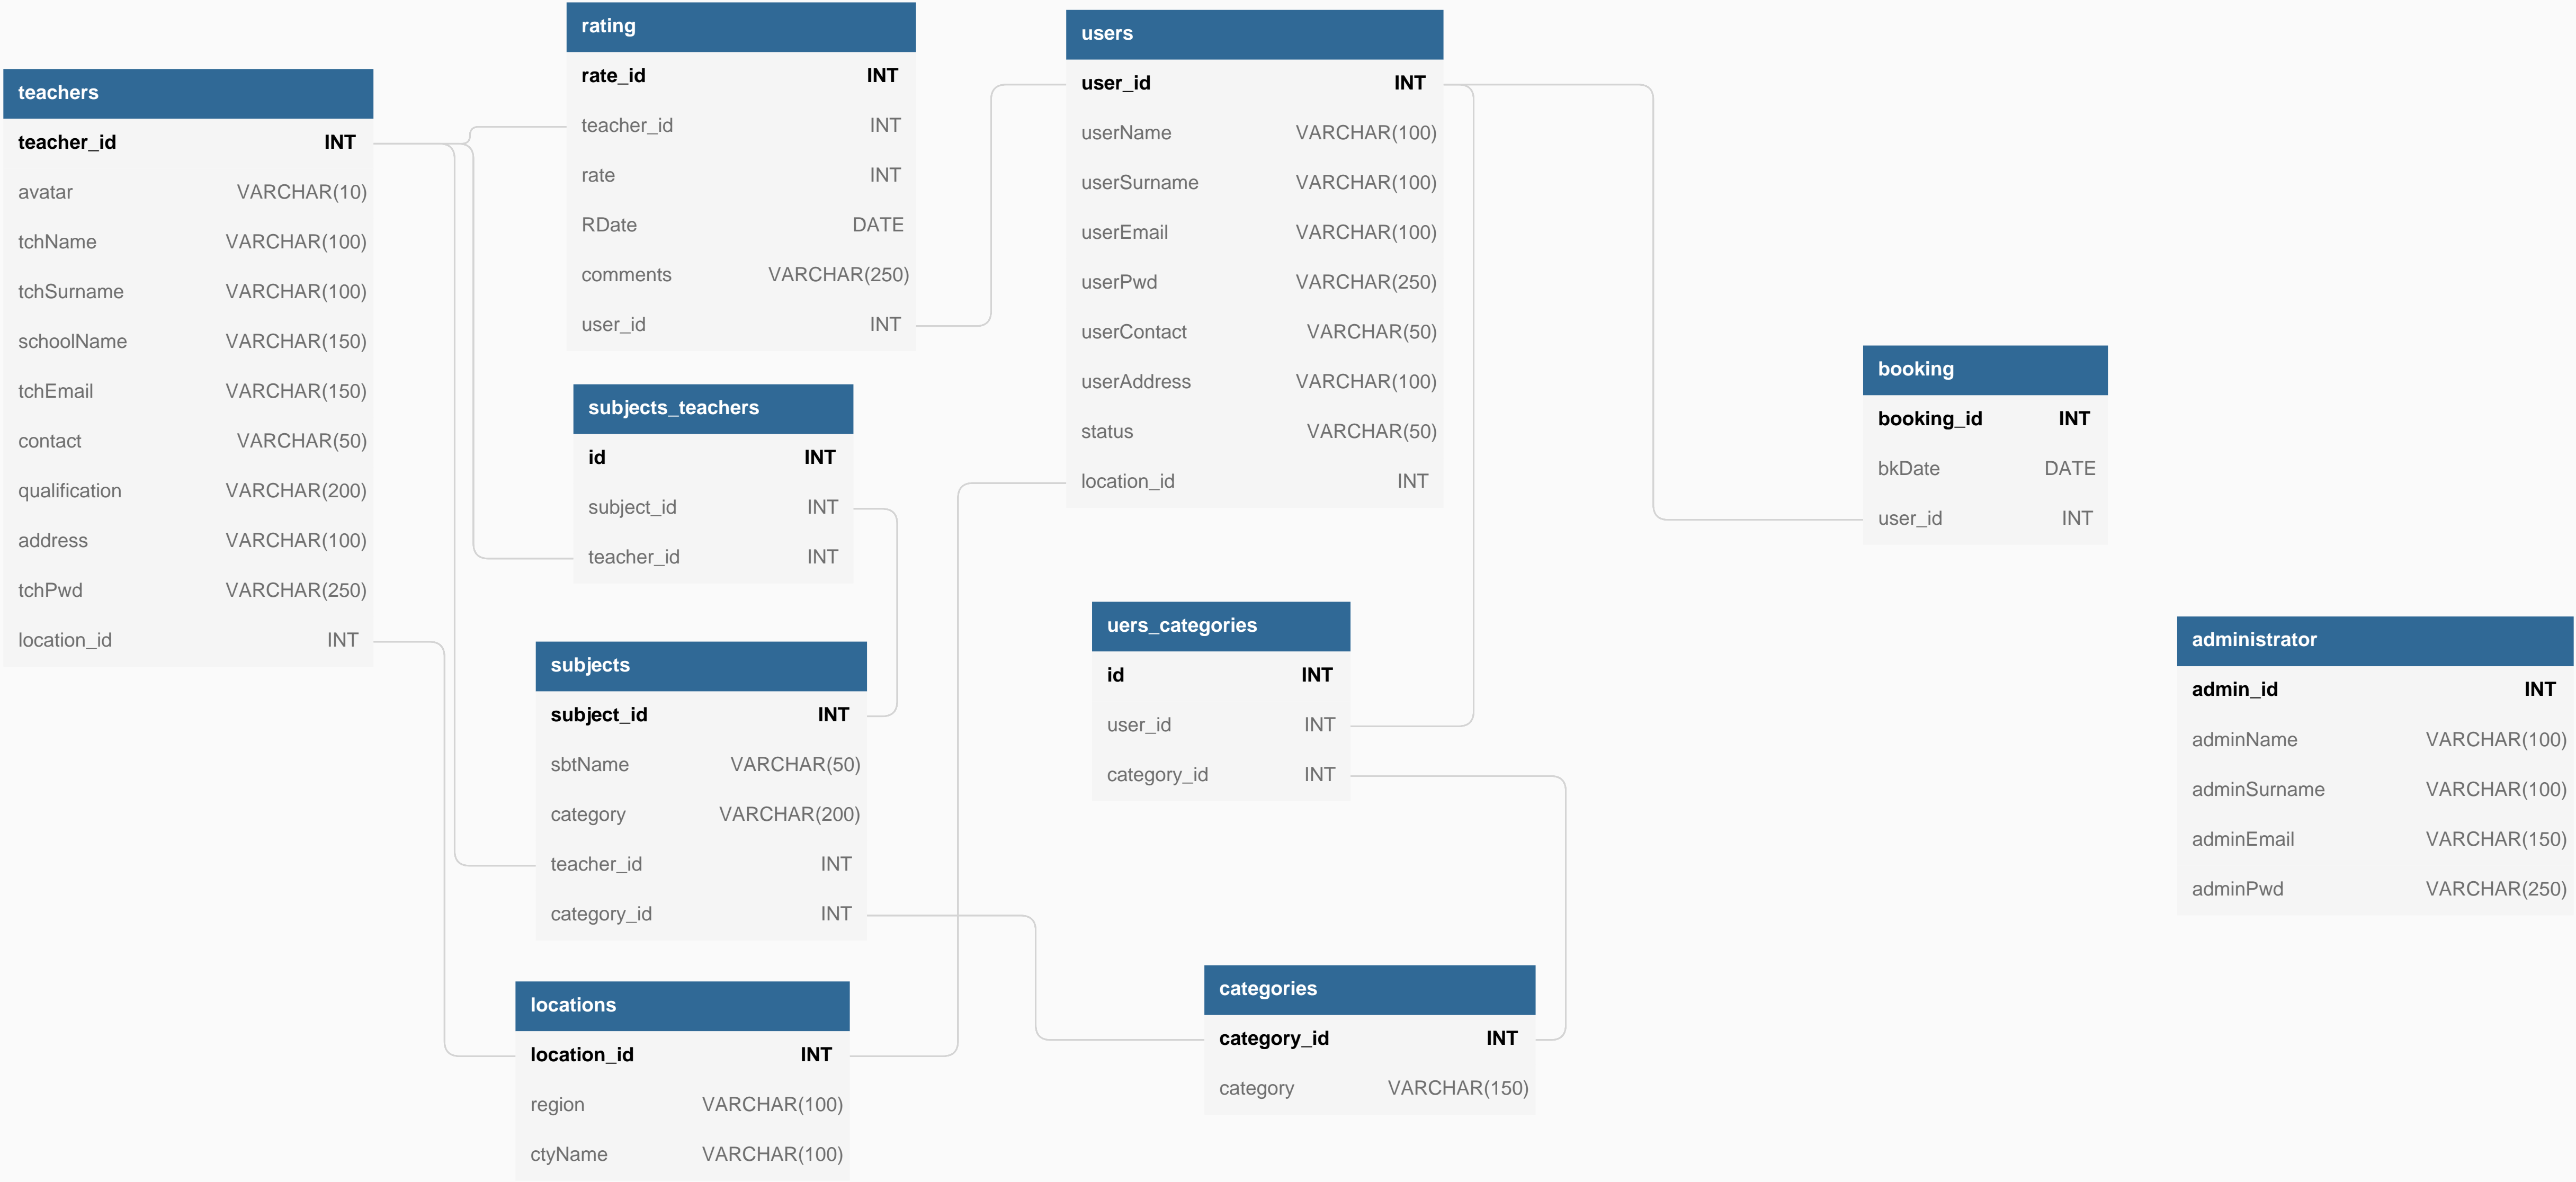 teachers
teacher_id INT
avatar VARCHAR(10)
tchName VARCHAR(100)
tchSurname VARCHAR(100)
schoolName VARCHAR(150)
tchEmail VARCHAR(150)
contact VARCHAR(50)
qualification VARCHAR(200)
address VARCHAR(100)
tchPwd VARCHAR(250)
location_id INT
rating
rate_id INT
teacher_id INT
rate INT
RDate DATE
comments VARCHAR(250)
user_id INT
subjects_teachers
id INT
subject_id INT
teacher_id INT
subjects
subject_id INT
sbtName VARCHAR(50)
category VARCHAR(200)
teacher_id INT
category_id INT
locations
location_id INT
region VARCHAR(100)
ctyName VARCHAR(100)
users
user_id INT
userName VARCHAR(100)
userSurname VARCHAR(100)
userEmail VARCHAR(100)
userPwd VARCHAR(250)
userContact VARCHAR(50)
userAddress VARCHAR(100)
status VARCHAR(50)
location_id INT
uers_categories
id INT
user_id INT
category_id INT
categories
category_id INT
category VARCHAR(150)
booking
booking_id INT
bkDate DATE
user_id INT
administrator
admin_id INT
adminName VARCHAR(100)
adminSurname VARCHAR(100)
adminEmail VARCHAR(150)
adminPwd VARCHAR(250)